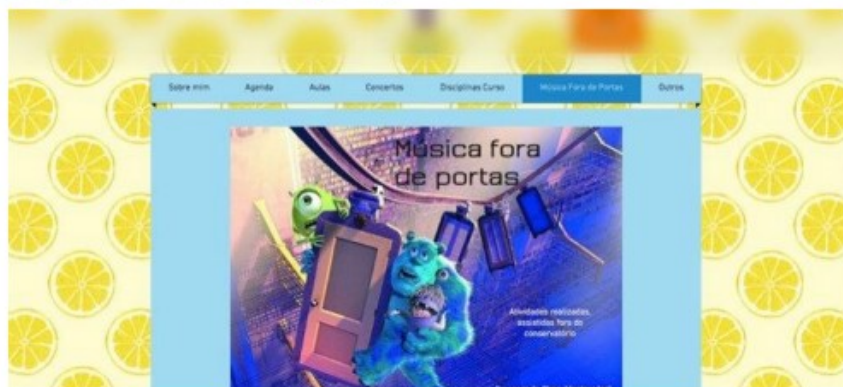 Sobre mim Agenda Aulas Concertos Disciplinas Curso Música Fora de Portas Outros
Música fora
de portas
Atividades realizadas,
assistidas fora do
conservatório